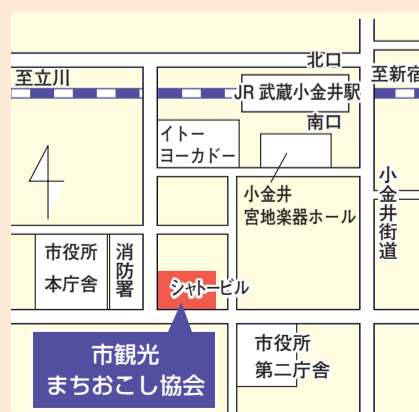 北口
至立川
至新宿
JR 武蔵小金井駅
南口
イトー
ヨーカドー
小金井
宮地楽器ホール
小金井街道
市役所
本庁舎
消防署
シャトービル
市観光
まちおこし協会
市役所
第二庁舎